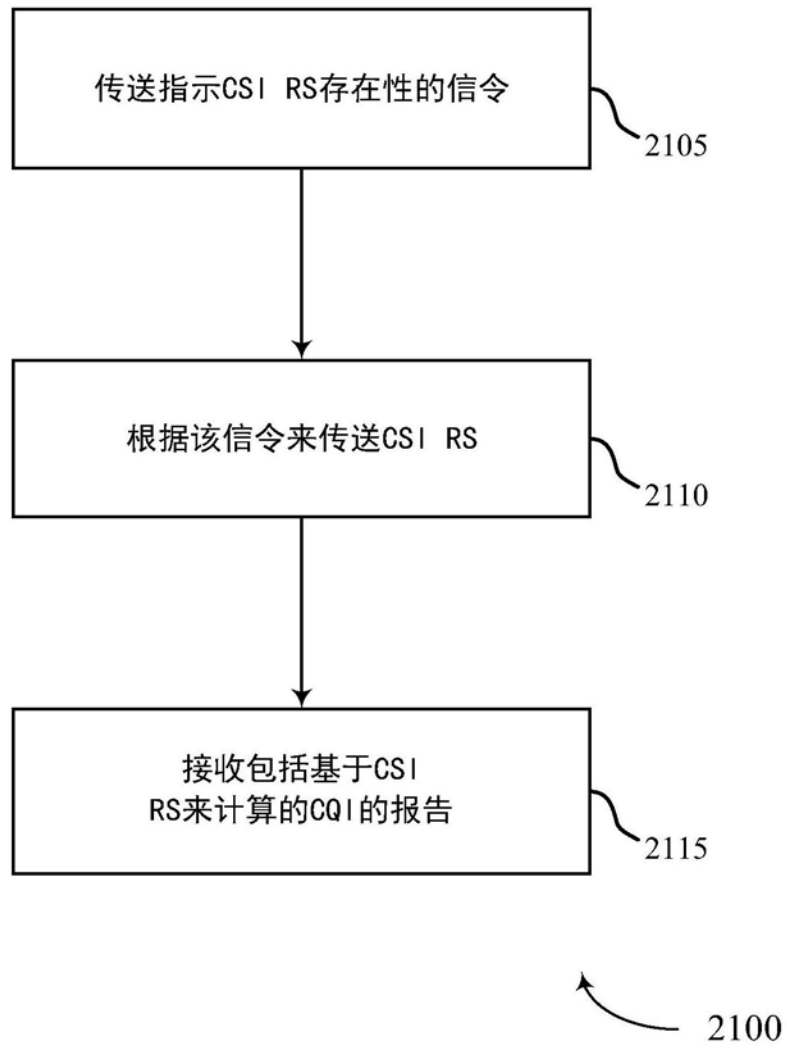 传送指示CSI RS存在性的信令
2105
根据该信令来传送CSI RS
2110
接收包括基于CSI
RS来计算的CQI的报告
2115
2100